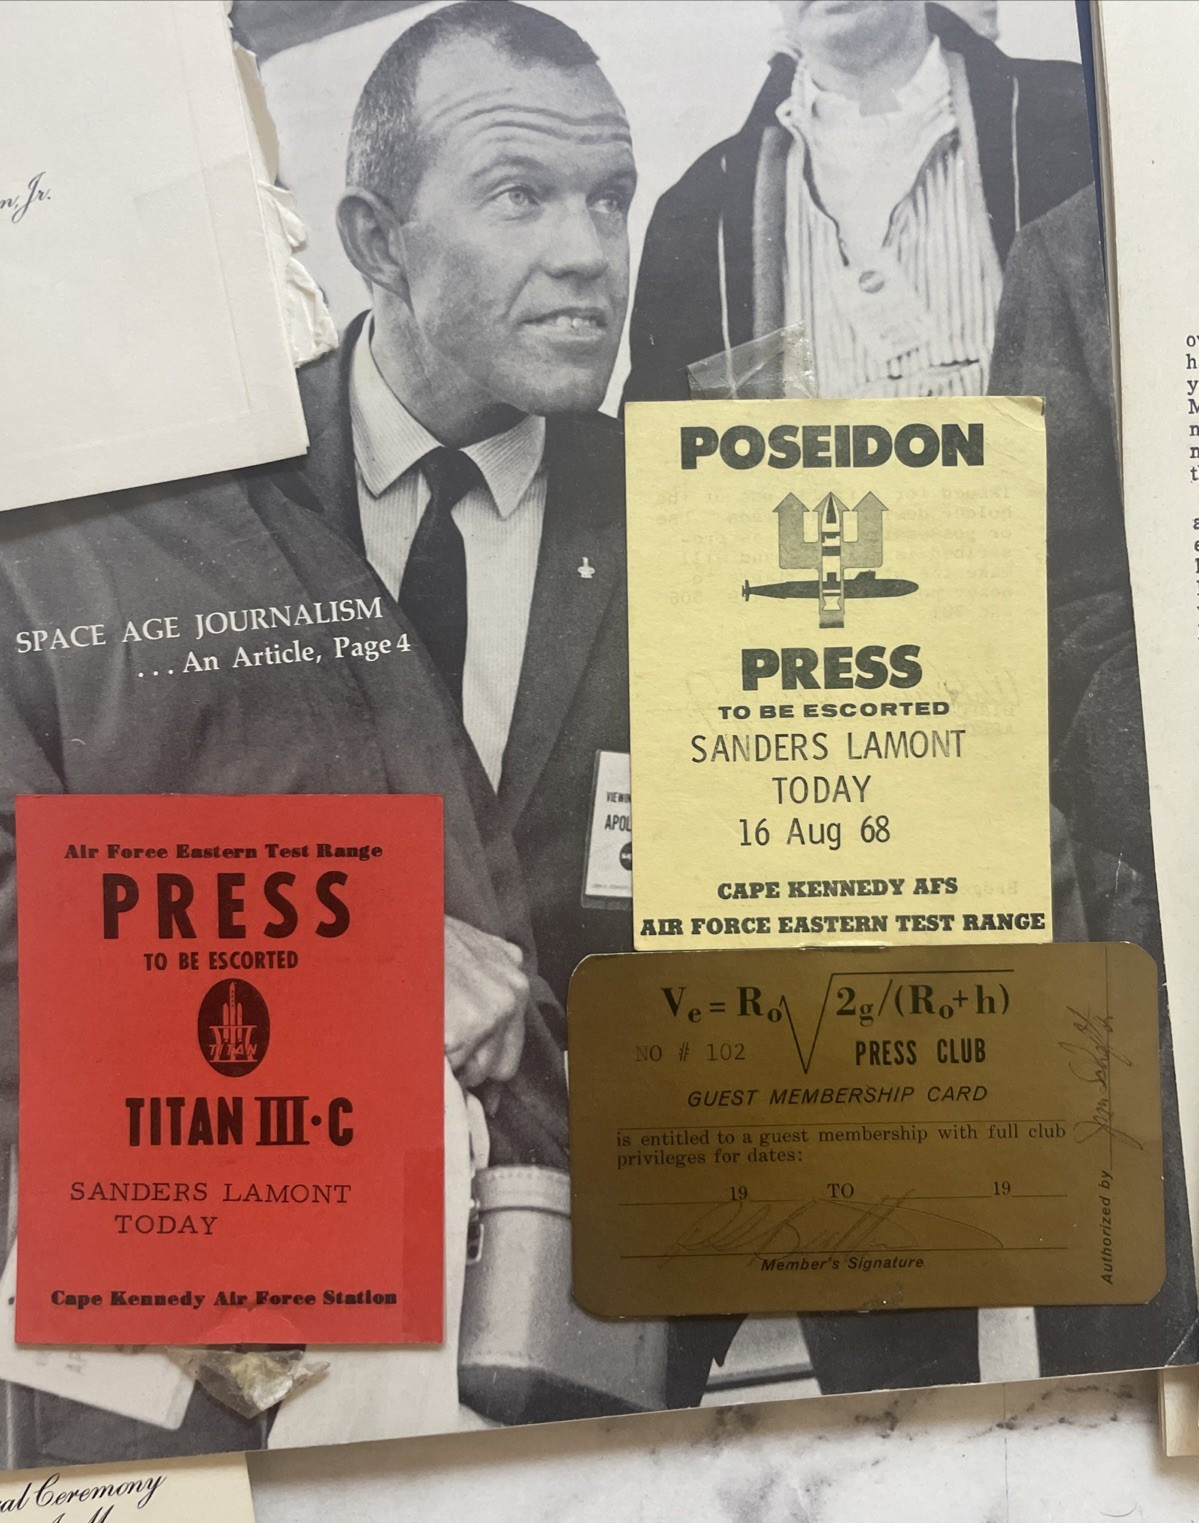 n, Jr.
SPACE AGE JOURNALISM
... An Article, Page 4
POSEIDON
PRESS
TO BE ESCORTED
SANDERS LAMONT
TODAY
16 Aug 68
CAPE KENNEDY AFS
AIR FORCE EASTERN TEST RANGE
VIEWIN
APOL
Air Force Eastern Test Range
PRESS
TO BE ESCORTED
TITAN
TITAN III·C
SANDERS LAMONT
TODAY
Cape Kennedy Air Force Station
Ve = Ro √2g/(Ro+h)
NO # 102 PRESS CLUB
GUEST MEMBERSHIP CARD
is entitled to a guest membership with full club
privileges for dates:
19 TO 19
Member's Signature
Authorized by
al Ceremony